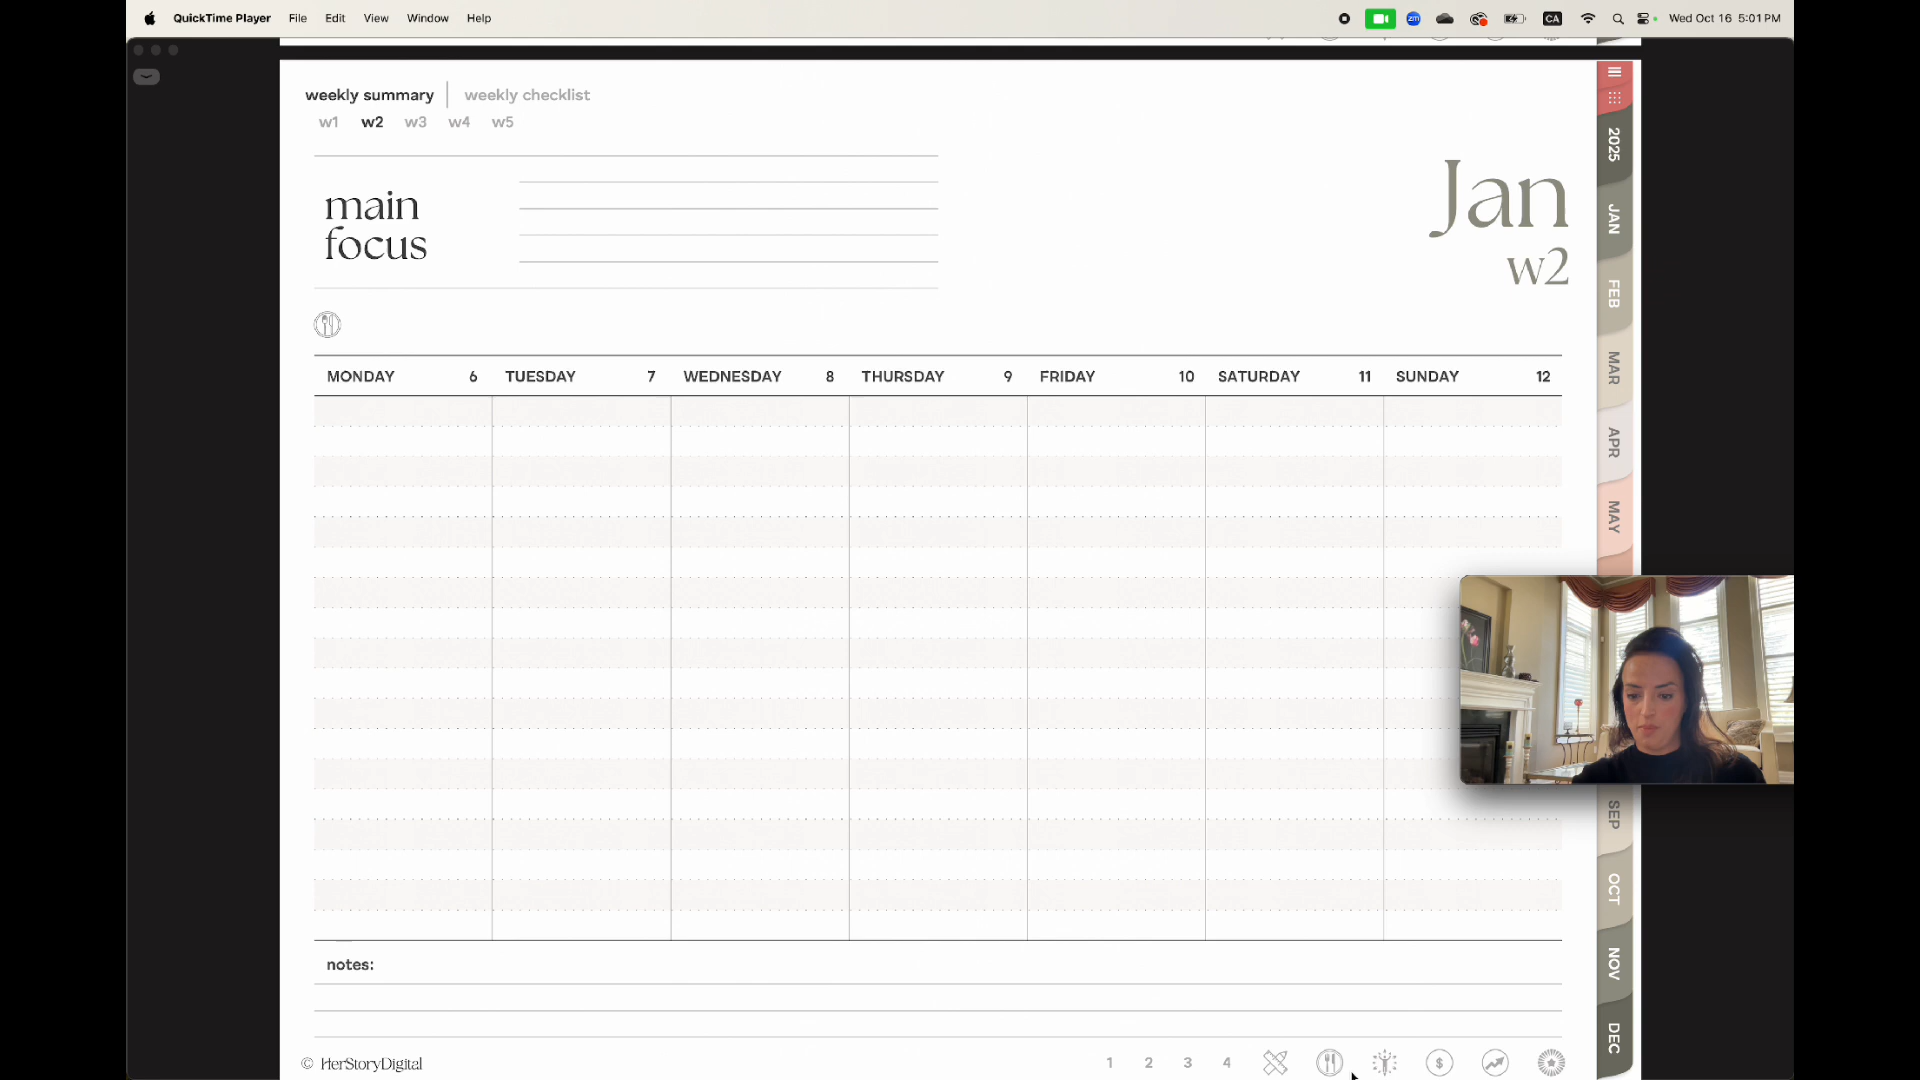 QuickTime Player File Edit View Window Help zm CA Wed Oct 16 5:01 PM
weekly summary weekly checklist
w1 w2 w3 w4 w5
main
focus
Jan
w2
MONDAY 6 TUESDAY 7 WEDNESDAY 8 THURSDAY 9 FRIDAY 10 SATURDAY 11 SUNDAY 12
notes:
© HerStoryDigital
1 2 3 4 $
2025
JAN
FEB
MAR
APR
MAY
SEP
OCT
NOV
DEC